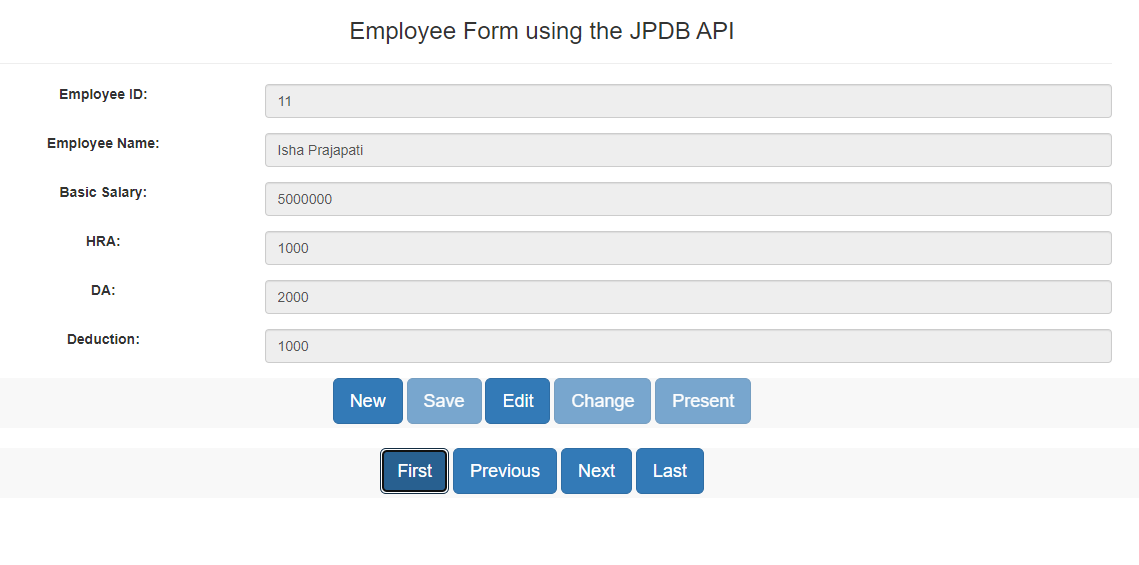 Employee Form using the JPDB API
Employee ID: 11
Employee Name: Isha Prajapati
Basic Salary: 5000000
HRA: 1000
DA: 2000
Deduction: 1000
New Save Edit Change Present
First Previous Next Last